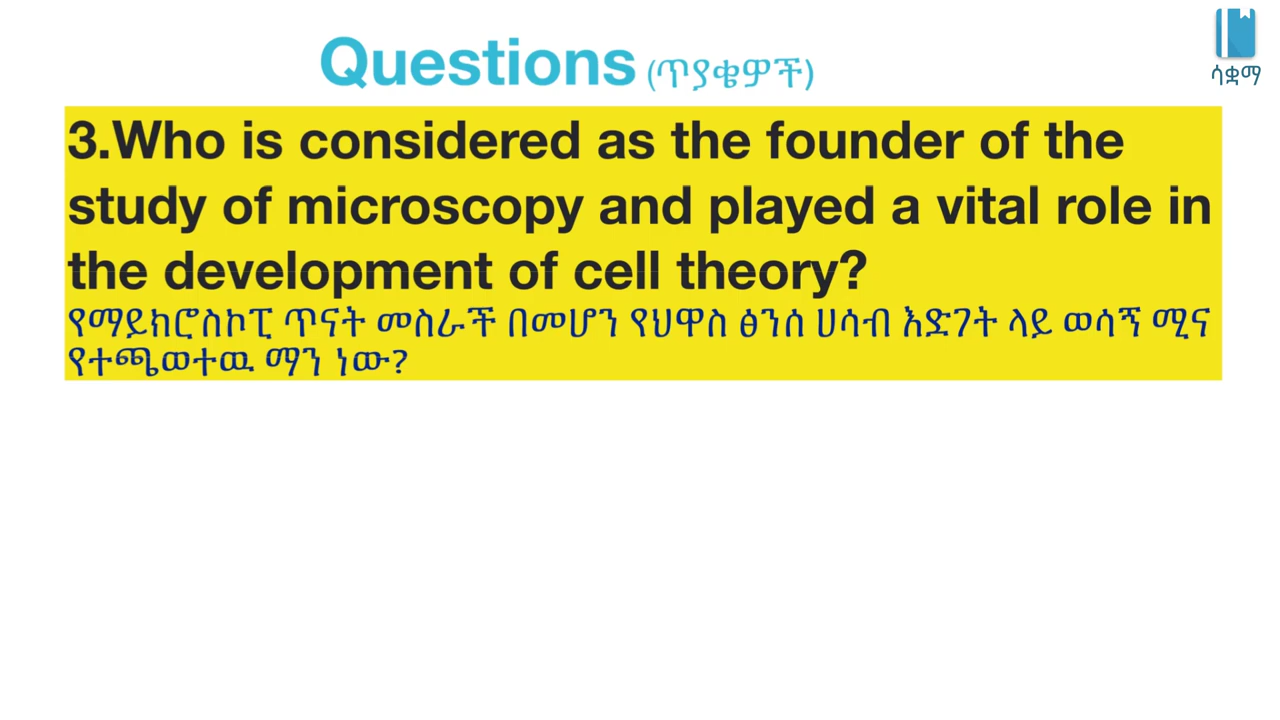 Questions (ጥያቄዎች)
ሳቋማ
3.Who is considered as the founder of the
study of microscopy and played a vital role in
the development of cell theory?
የማይክሮስኮፒ ጥናት መስራች በመሆን የህዋስ ፅንሰ ሀሳብ እድገት ላይ ወሳኝ ሚና
የተጫወተዉ ማን ነው?